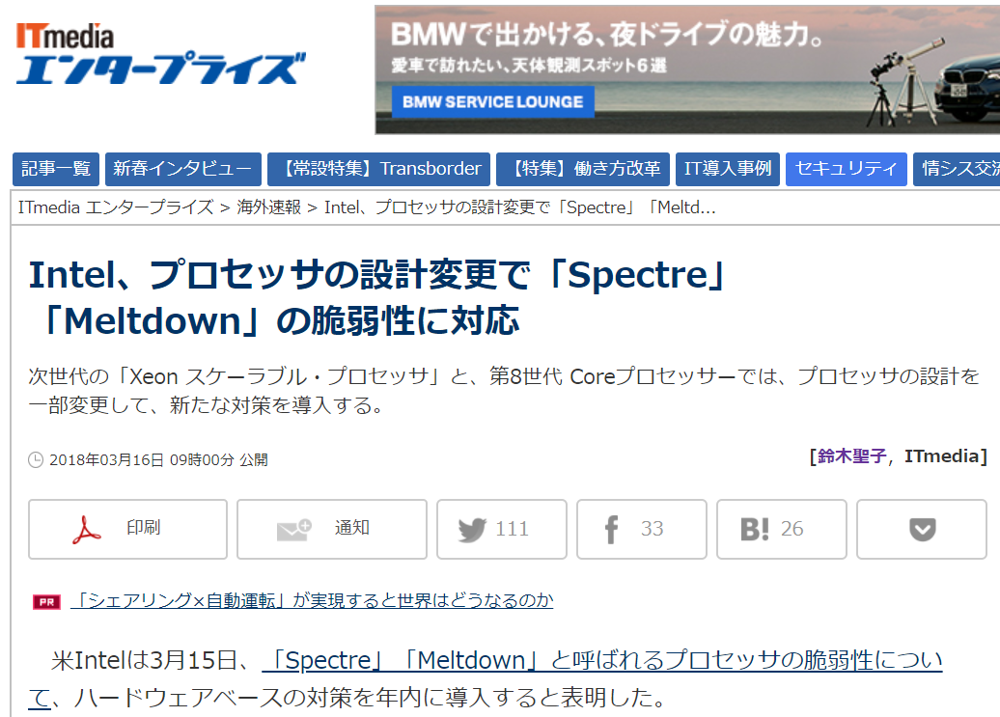 ITmedia
エンタープライズ
BMWで出かける、夜ドライブの魅力。
愛車で訪れたい、天体観測スポット6選
BMW SERVICE LOUNGE
記事一覧 新春インタビュー 【常設特集】Transborder 【特集】働き方改革 IT導入事例 セキュリティ 情シス交流
ITmedia エンタープライズ > 海外速報 > Intel、プロセッサの設計変更で「Spectre」「Meltd...
Intel、プロセッサの設計変更で「Spectre」
「Meltdown」の脆弱性に対応
次世代の「Xeon スケーラブル・プロセッサ」と、第8世代 Coreプロセッサーでは、プロセッサの設計を
一部変更して、新たな対策を導入する。
2018年03月16日 09時00分 公開
[鈴木聖子，ITmedia]
印刷 通知 111 33 B! 26
PR 「シェアリング×自動運転」が実現すると世界はどうなるのか
米Intelは3月15日、「Spectre」「Meltdown」と呼ばれるプロセッサの脆弱性につい
て、ハードウェアベースの対策を年内に導入すると表明した。